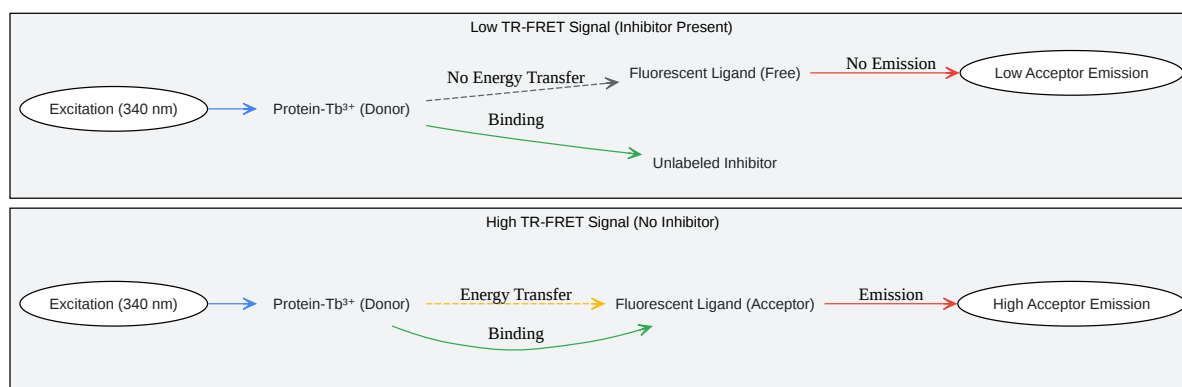 Low TR-FRET Signal (Inhibitor Present)
No Energy Transfer
Fluorescent Ligand (Free)
No Emission
Low Acceptor Emission
Excitation (340 nm)
Protein-Tb³⁺ (Donor)
Binding
Unlabeled Inhibitor
High TR-FRET Signal (No Inhibitor)
Excitation (340 nm)
Protein-Tb³⁺ (Donor)
Energy Transfer
Fluorescent Ligand (Acceptor)
Emission
High Acceptor Emission
Binding